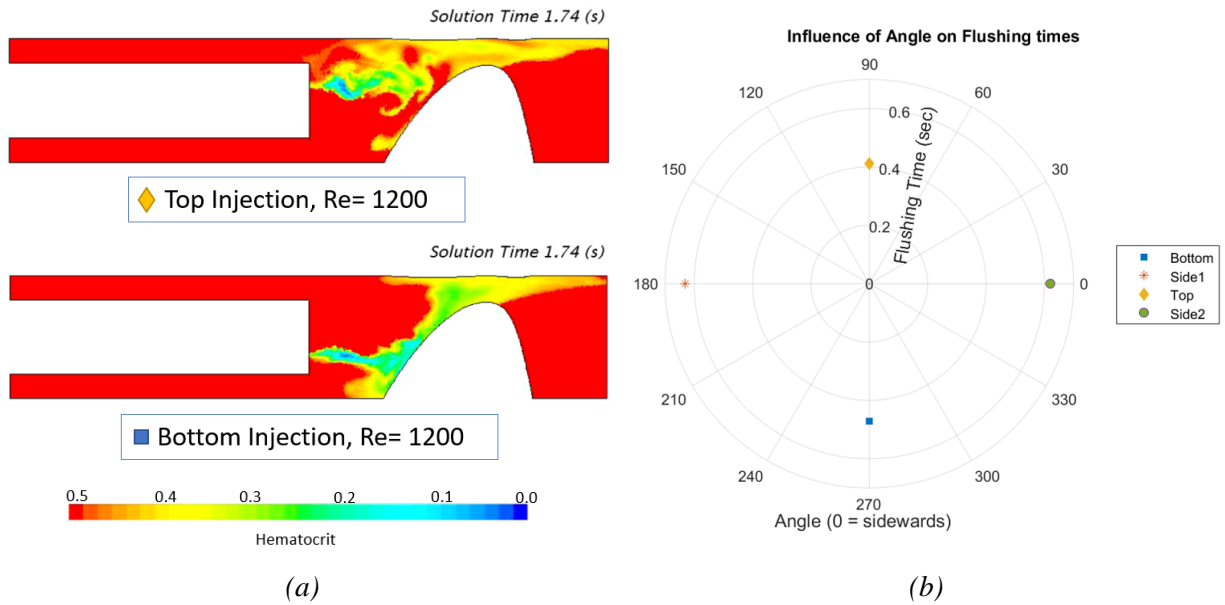 Solution Time 1.74 (s)
Top Injection, Re= 1200
Solution Time 1.74 (s)
Bottom Injection, Re= 1200
0.5 0.4 0.3 0.2 0.1 0.0
Hematocrit
(a)
Influence of Angle on Flushing times
90
120 60
0.6
Flushing Time (sec)
150 30
0.4
0.2
180 0 0
210 330
240 300
270
Angle (0 = sidewards)
Bottom
Side1
Top
Side2
(b)